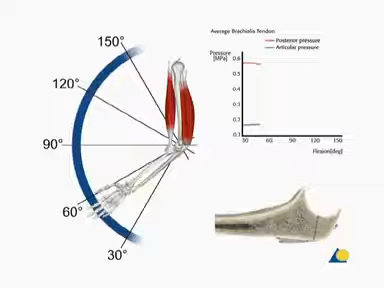 150°
120°
90°
60°
30°
Average Brachialis Tendon
Posterior pressure
Articular pressure
Pressure
[MPa]
0.6
0.5
0.4
0.3
0.2
0.1
30 60 90 120 150
Flexion[deg]